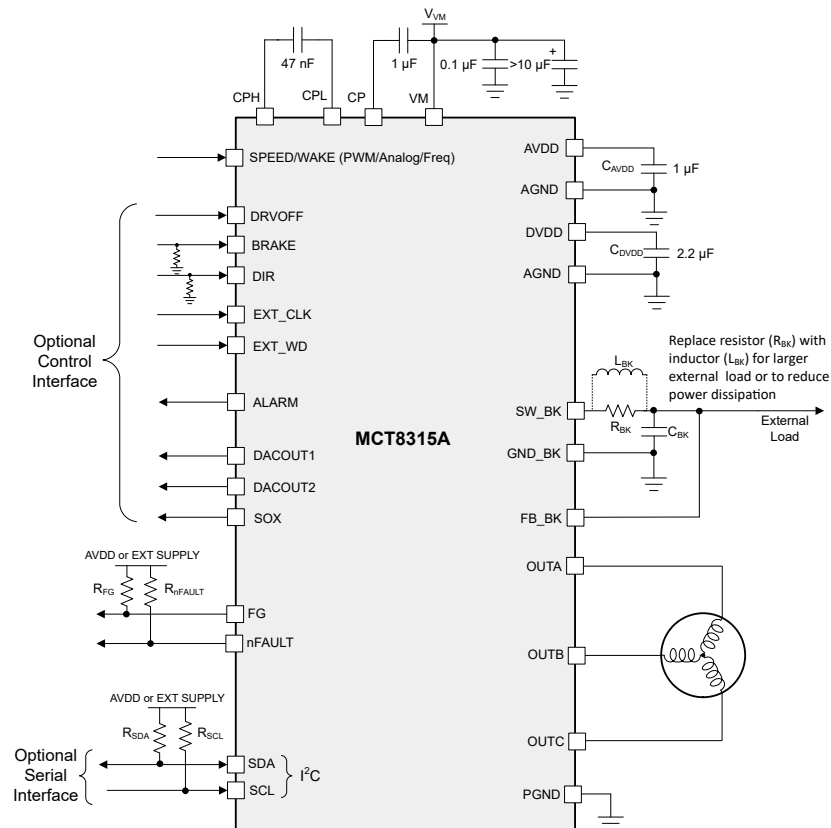 V_VM
47 nF
1 µF
0.1 µF
>10 µF
+
CPH
CPL
CP
VM
SPEED/WAKE (PWM/Analog/Freq)
DRVOFF
BRAKE
DIR
EXT_CLK
EXT_WD
ALARM
DACOUT1
DACOUT2
SOX
Optional
Control
Interface
AVDD or EXT SUPPLY
R_FG
R_nFAULT
FG
nFAULT
AVDD or EXT SUPPLY
R_SDA
R_SCL
Optional
Serial
Interface
SDA
SCL
I²C
MCT8315A
AVDD
C_AVDD
1 µF
AGND
DVDD
C_DVDD
2.2 µF
AGND
Replace resistor (R_BK) with
inductor (L_BK) for larger
external load or to reduce
power dissipation
L_BK
SW_BK
R_BK
C_BK
External
Load
GND_BK
FB_BK
OUTA
OUTB
OUTC
PGND